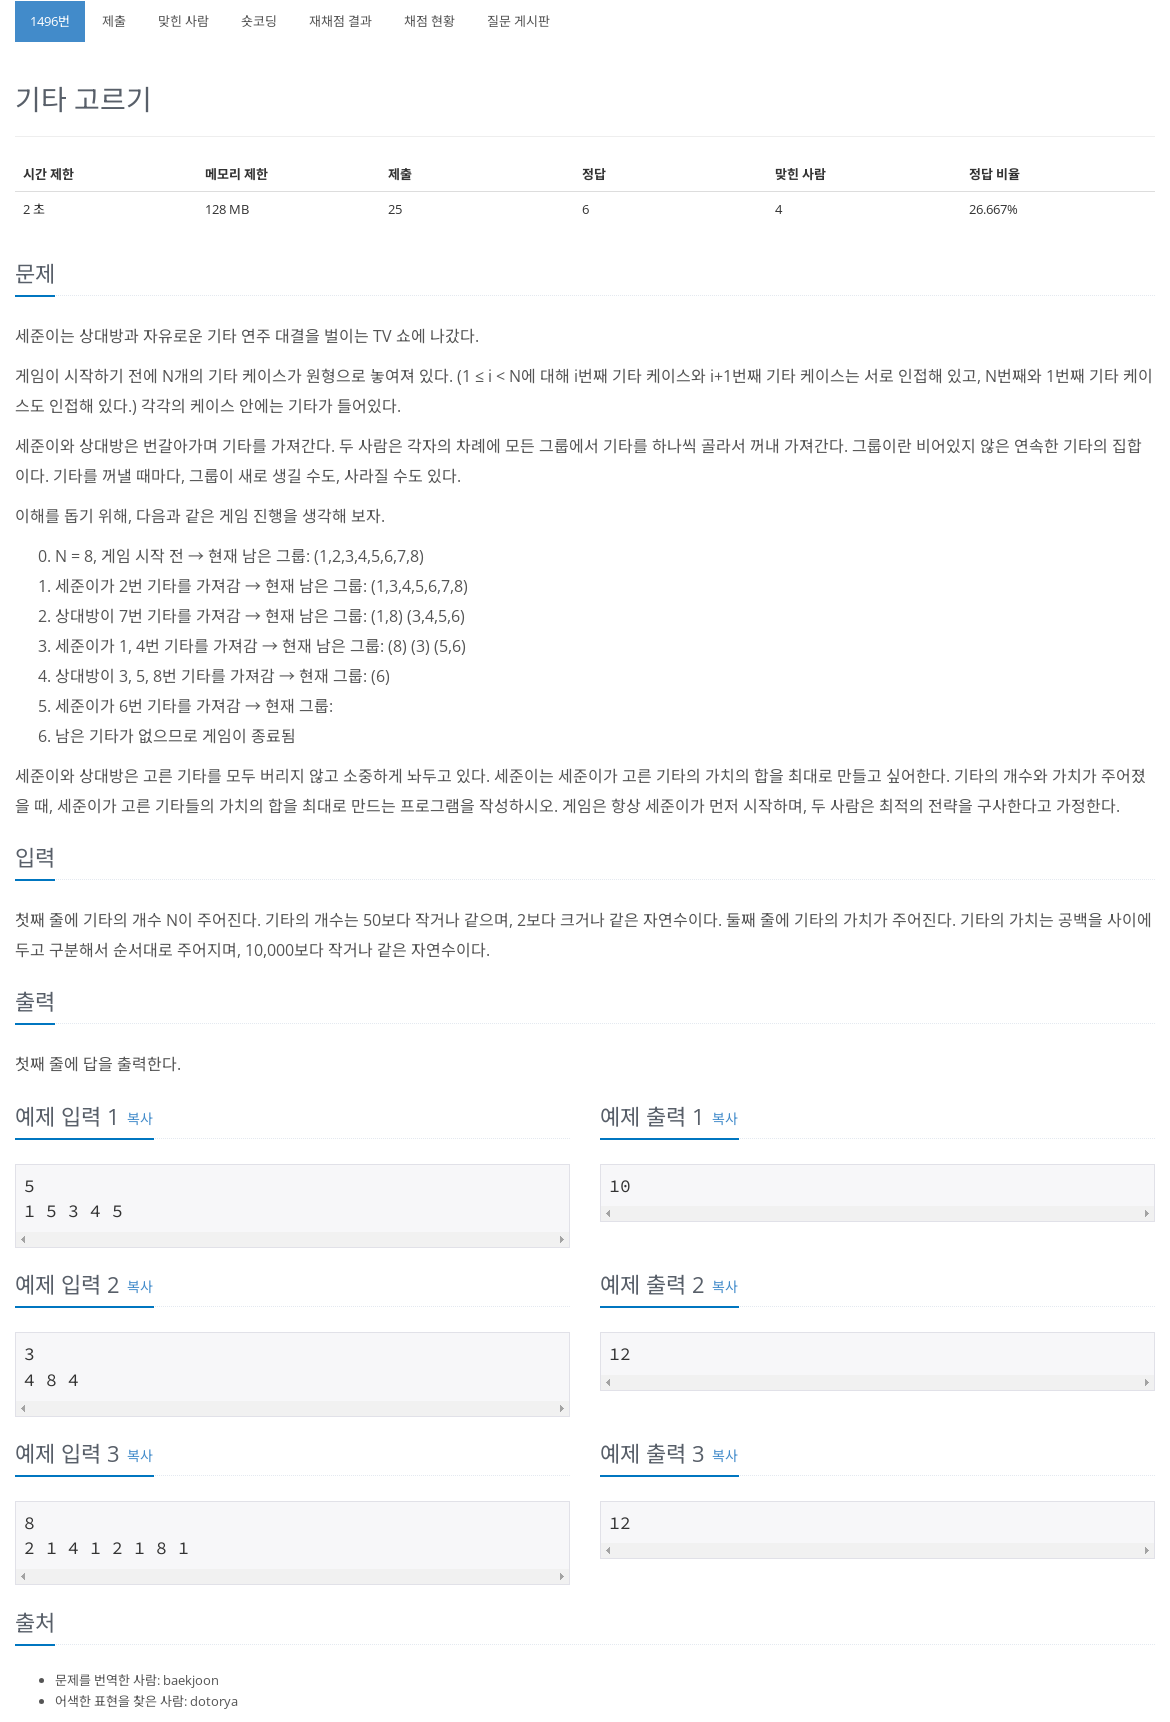 1496번 제출 맞힌 사람 숏코딩 재채점 결과 채점 현황 질문 게시판
기타 고르기
시간 제한 메모리 제한 제출 정답 맞힌 사람 정답 비율
2 초 128 MB 25 6 4 26.667%
문제
세준이는 상대방과 자유로운 기타 연주 대결을 벌이는 TV 쇼에 나갔다.
게임이 시작하기 전에 N개의 기타 케이스가 원형으로 놓여져 있다. (1 ≤ i < N에 대해 i번째 기타 케이스와 i+1번째 기타 케이스는 서로 인접해 있고, N번째와 1번째 기타 케이
스도 인접해 있다.) 각각의 케이스 안에는 기타가 들어있다.
세준이와 상대방은 번갈아가며 기타를 가져간다. 두 사람은 각자의 차례에 모든 그룹에서 기타를 하나씩 골라서 꺼내 가져간다. 그룹이란 비어있지 않은 연속한 기타의 집합
이다. 기타를 꺼낼 때마다, 그룹이 새로 생길 수도, 사라질 수도 있다.
이해를 돕기 위해, 다음과 같은 게임 진행을 생각해 보자.
0. N = 8, 게임 시작 전 → 현재 남은 그룹: (1,2,3,4,5,6,7,8)
1. 세준이가 2번 기타를 가져감 → 현재 남은 그룹: (1,3,4,5,6,7,8)
2. 상대방이 7번 기타를 가져감 → 현재 남은 그룹: (1,8) (3,4,5,6)
3. 세준이가 1, 4번 기타를 가져감 → 현재 남은 그룹: (8) (3) (5,6)
4. 상대방이 3, 5, 8번 기타를 가져감 → 현재 그룹: (6)
5. 세준이가 6번 기타를 가져감 → 현재 그룹:
6. 남은 기타가 없으므로 게임이 종료됨
세준이와 상대방은 고른 기타를 모두 버리지 않고 소중하게 놔두고 있다. 세준이는 세준이가 고른 기타의 가치의 합을 최대로 만들고 싶어한다. 기타의 개수와 가치가 주어졌
을 때, 세준이가 고른 기타들의 가치의 합을 최대로 만드는 프로그램을 작성하시오. 게임은 항상 세준이가 먼저 시작하며, 두 사람은 최적의 전략을 구사한다고 가정한다.
입력
첫째 줄에 기타의 개수 N이 주어진다. 기타의 개수는 50보다 작거나 같으며, 2보다 크거나 같은 자연수이다. 둘째 줄에 기타의 가치가 주어진다. 기타의 가치는 공백을 사이에
두고 구분해서 순서대로 주어지며, 10,000보다 작거나 같은 자연수이다.
출력
첫째 줄에 답을 출력한다.
예제 입력 1 복사
5
1 5 3 4 5
예제 출력 1 복사
10
예제 입력 2 복사
3
4 8 4
예제 출력 2 복사
12
예제 입력 3 복사
8
2 1 4 1 2 1 8 1
예제 출력 3 복사
12
출처
문제를 번역한 사람: baekjoon
어색한 표현을 찾은 사람: dotorya